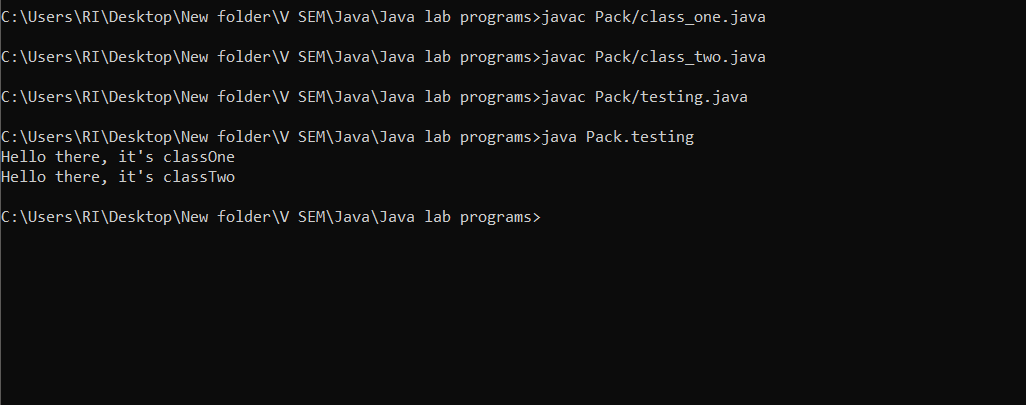 C:\Users\RI\Desktop\New folder\V SEM\Java\Java lab programs>javac Pack/class_one.java
C:\Users\RI\Desktop\New folder\V SEM\Java\Java lab programs>javac Pack/class_two.java
C:\Users\RI\Desktop\New folder\V SEM\Java\Java lab programs>javac Pack/testing.java
C:\Users\RI\Desktop\New folder\V SEM\Java\Java lab programs>java Pack.testing
Hello there, it's classOne
Hello there, it's classTwo
C:\Users\RI\Desktop\New folder\V SEM\Java\Java lab programs>